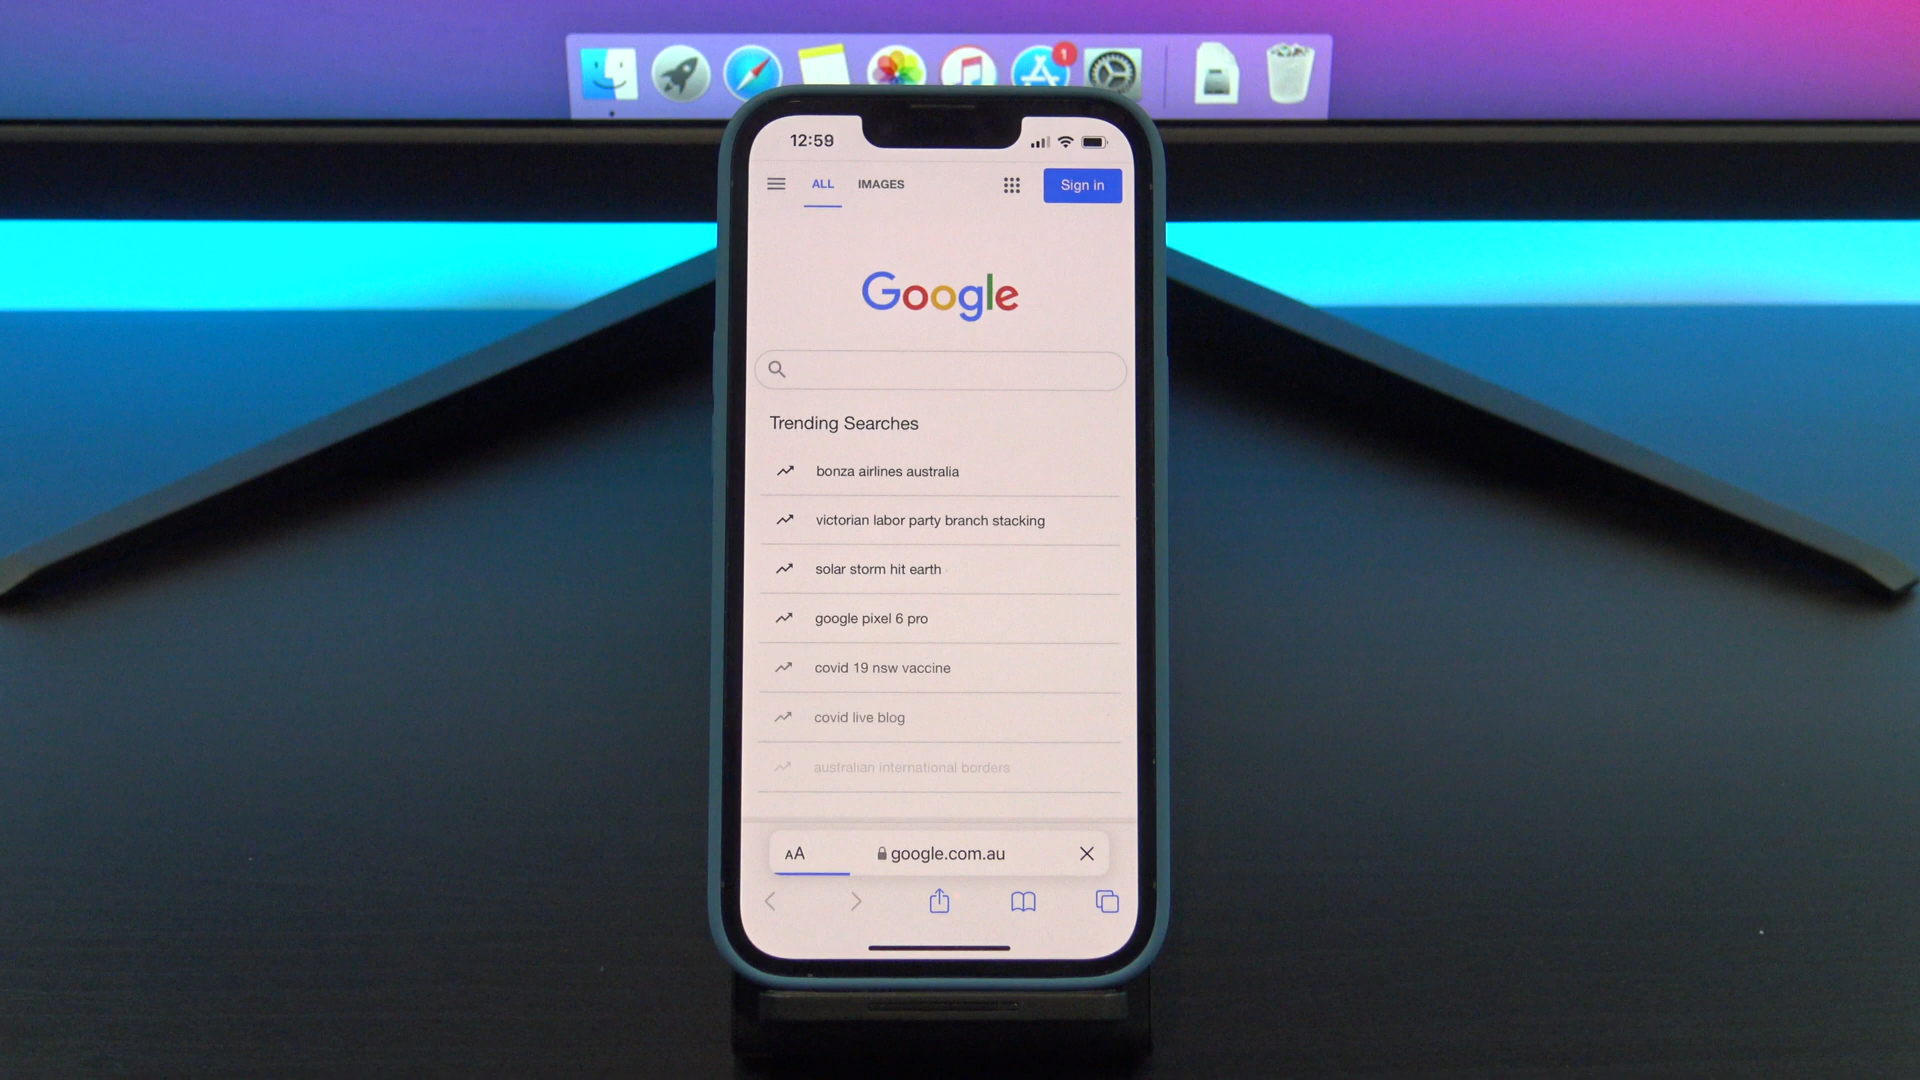 1
12:59
ALL IMAGES Sign in
Google
Trending Searches
bonza airlines australia
victorian labor party branch stacking
solar storm hit earth
google pixel 6 pro
covid 19 nsw vaccine
covid live blog
australian international borders
AA google.com.au